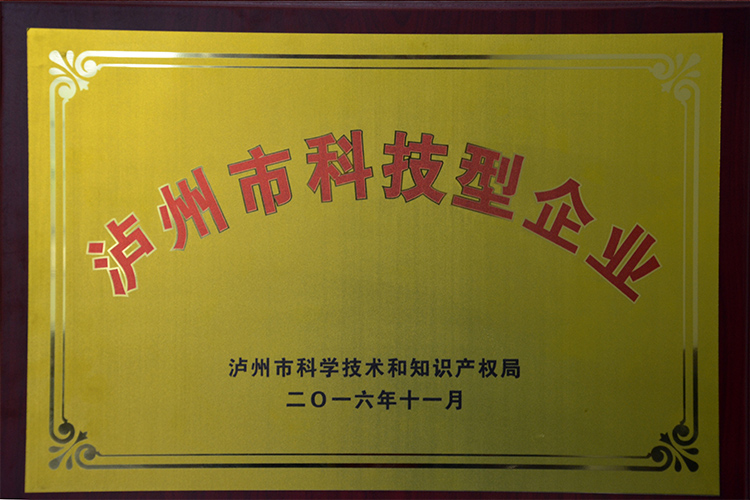 泸州市科技型企业
泸州市科学技术和知识产权局
二〇一六年十一月